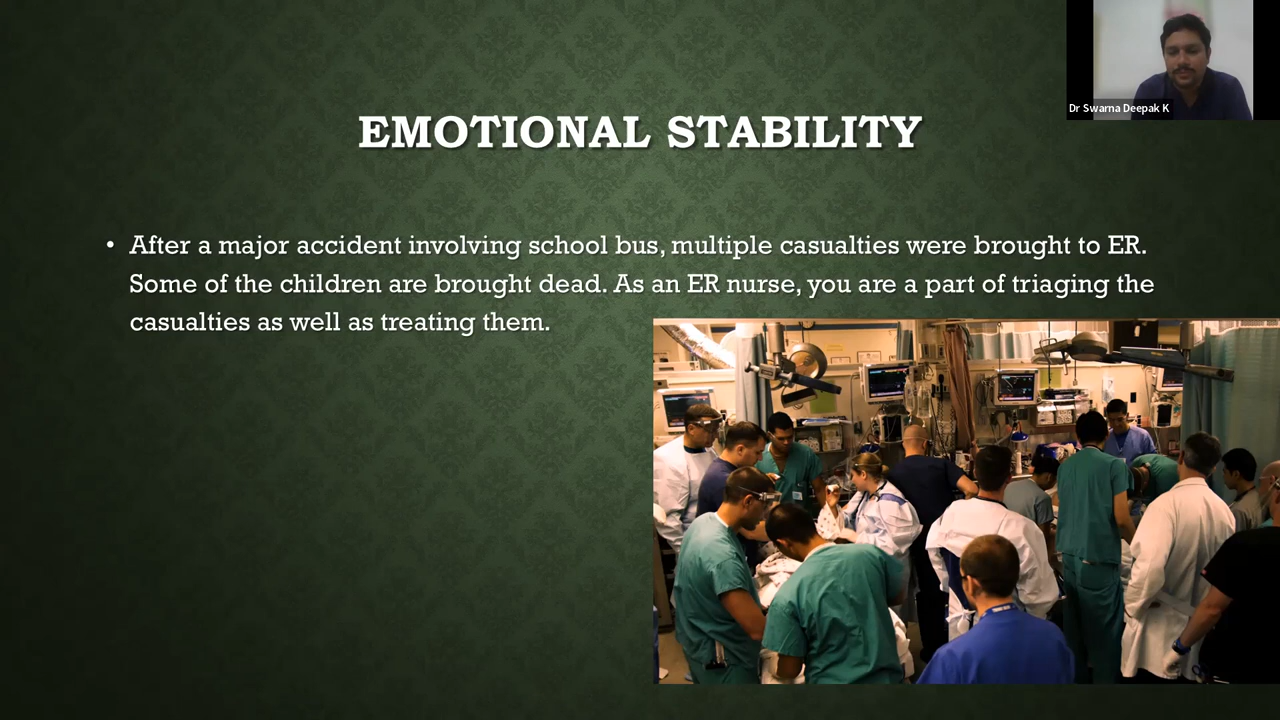 Dr Swarna Deepak K
EMOTIONAL STABILITY
• After a major accident involving school bus, multiple casualties were brought to ER.
Some of the children are brought dead. As an ER nurse, you are a part of triaging the
casualties as well as treating them.